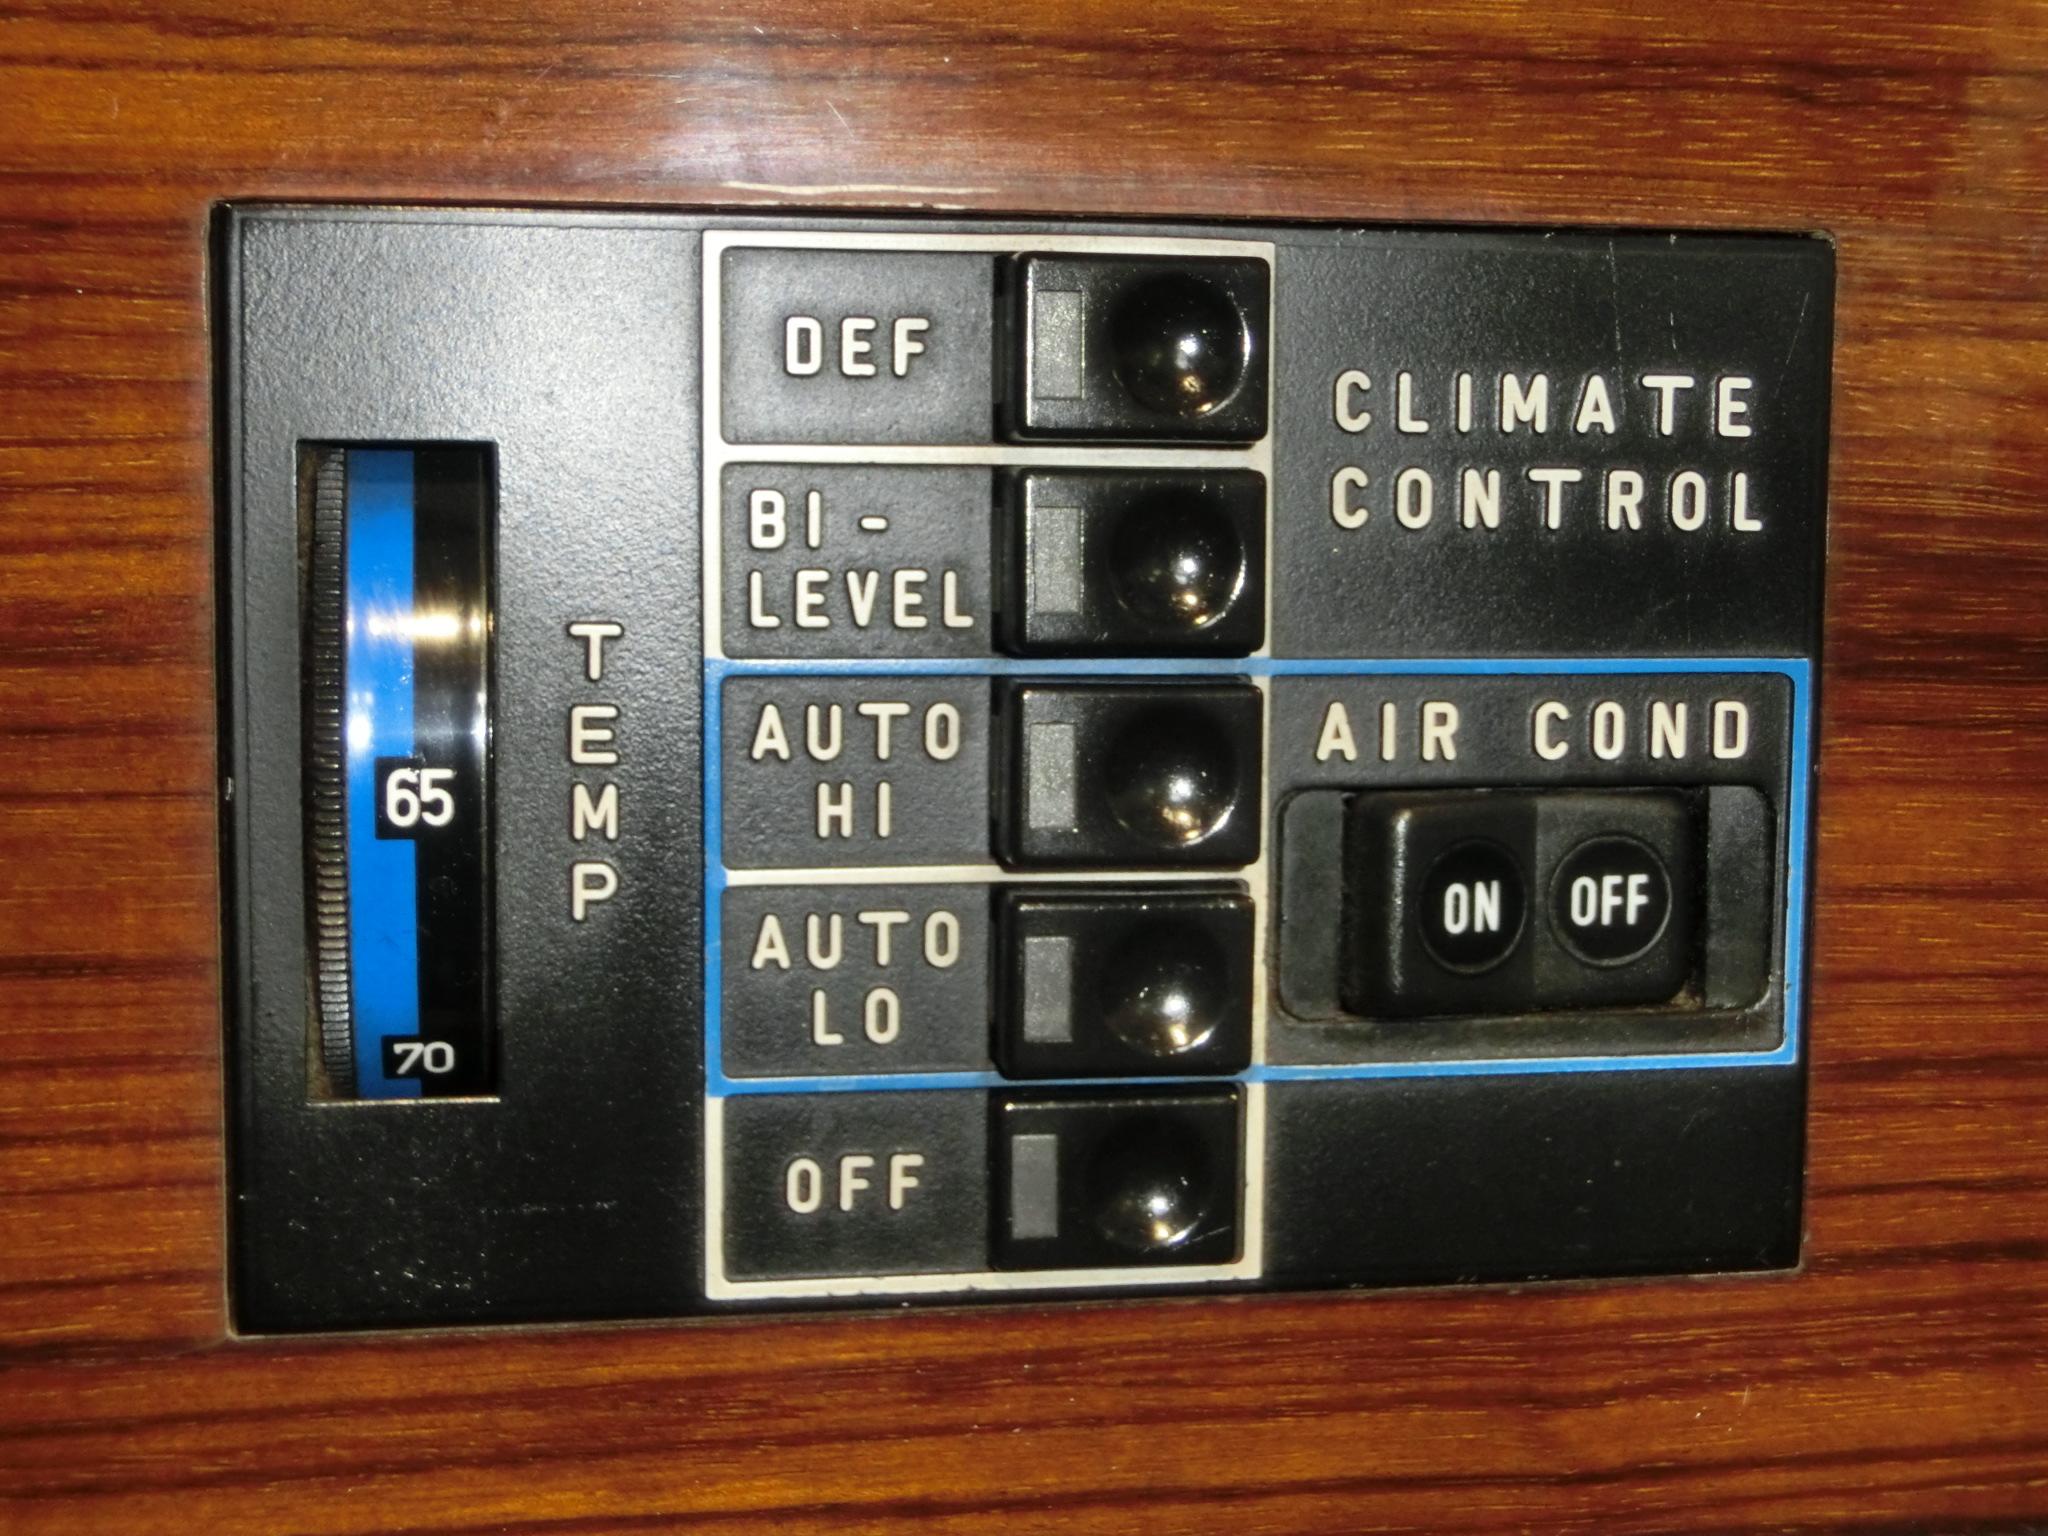 65
70
TEMP
DEF
BI-
LEVEL
AUTO
HI
AUTO
LO
OFF
CLIMATE
CONTROL
AIR COND
ON OFF